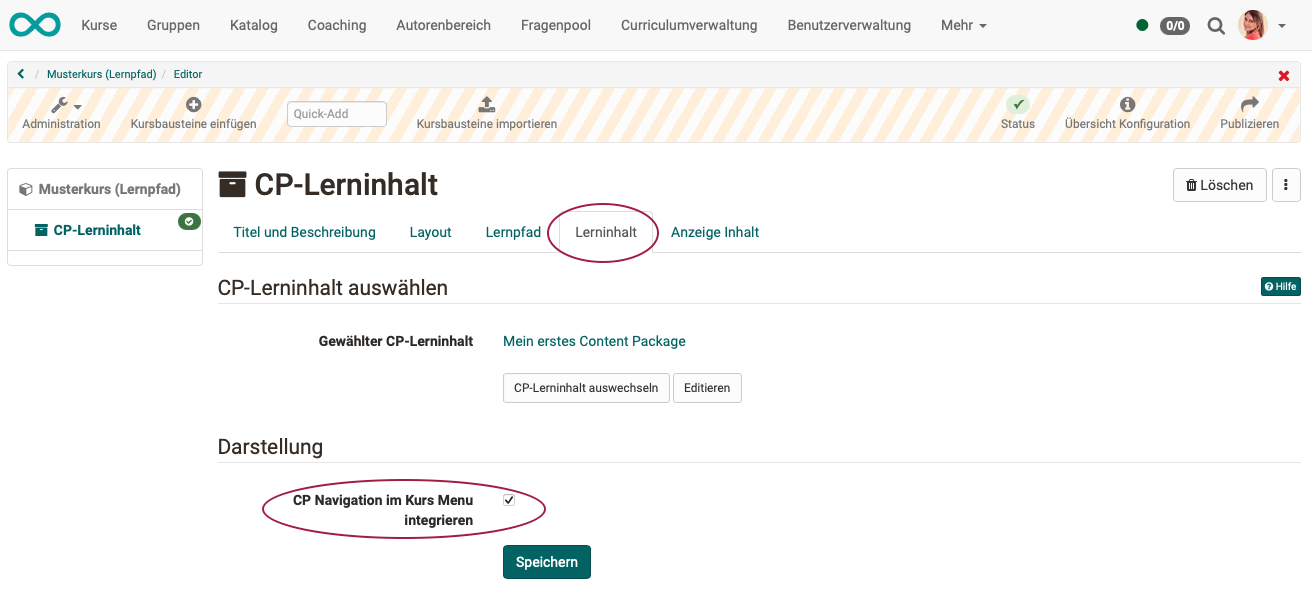 Kurse Gruppen Katalog Coaching Autorenbereich Fragenpool Curriculumverwaltung Benutzerverwaltung Mehr 0/0
/ Musterkurs (Lernpfad) / Editor
Administration Kursbausteine einfügen Quick-Add Kursbausteine importieren Status Übersicht Konfiguration Publizieren
Musterkurs (Lernpfad)
CP-Lerninhalt
CP-Lerninhalt Löschen
Titel und Beschreibung Layout Lernpfad Lerninhalt Anzeige Inhalt
CP-Lerninhalt auswählen Hilfe
Gewählter CP-Lerninhalt Mein erstes Content Package
CP-Lerninhalt auswechseln Editieren
Darstellung
CP Navigation im Kurs Menu
integrieren
Speichern